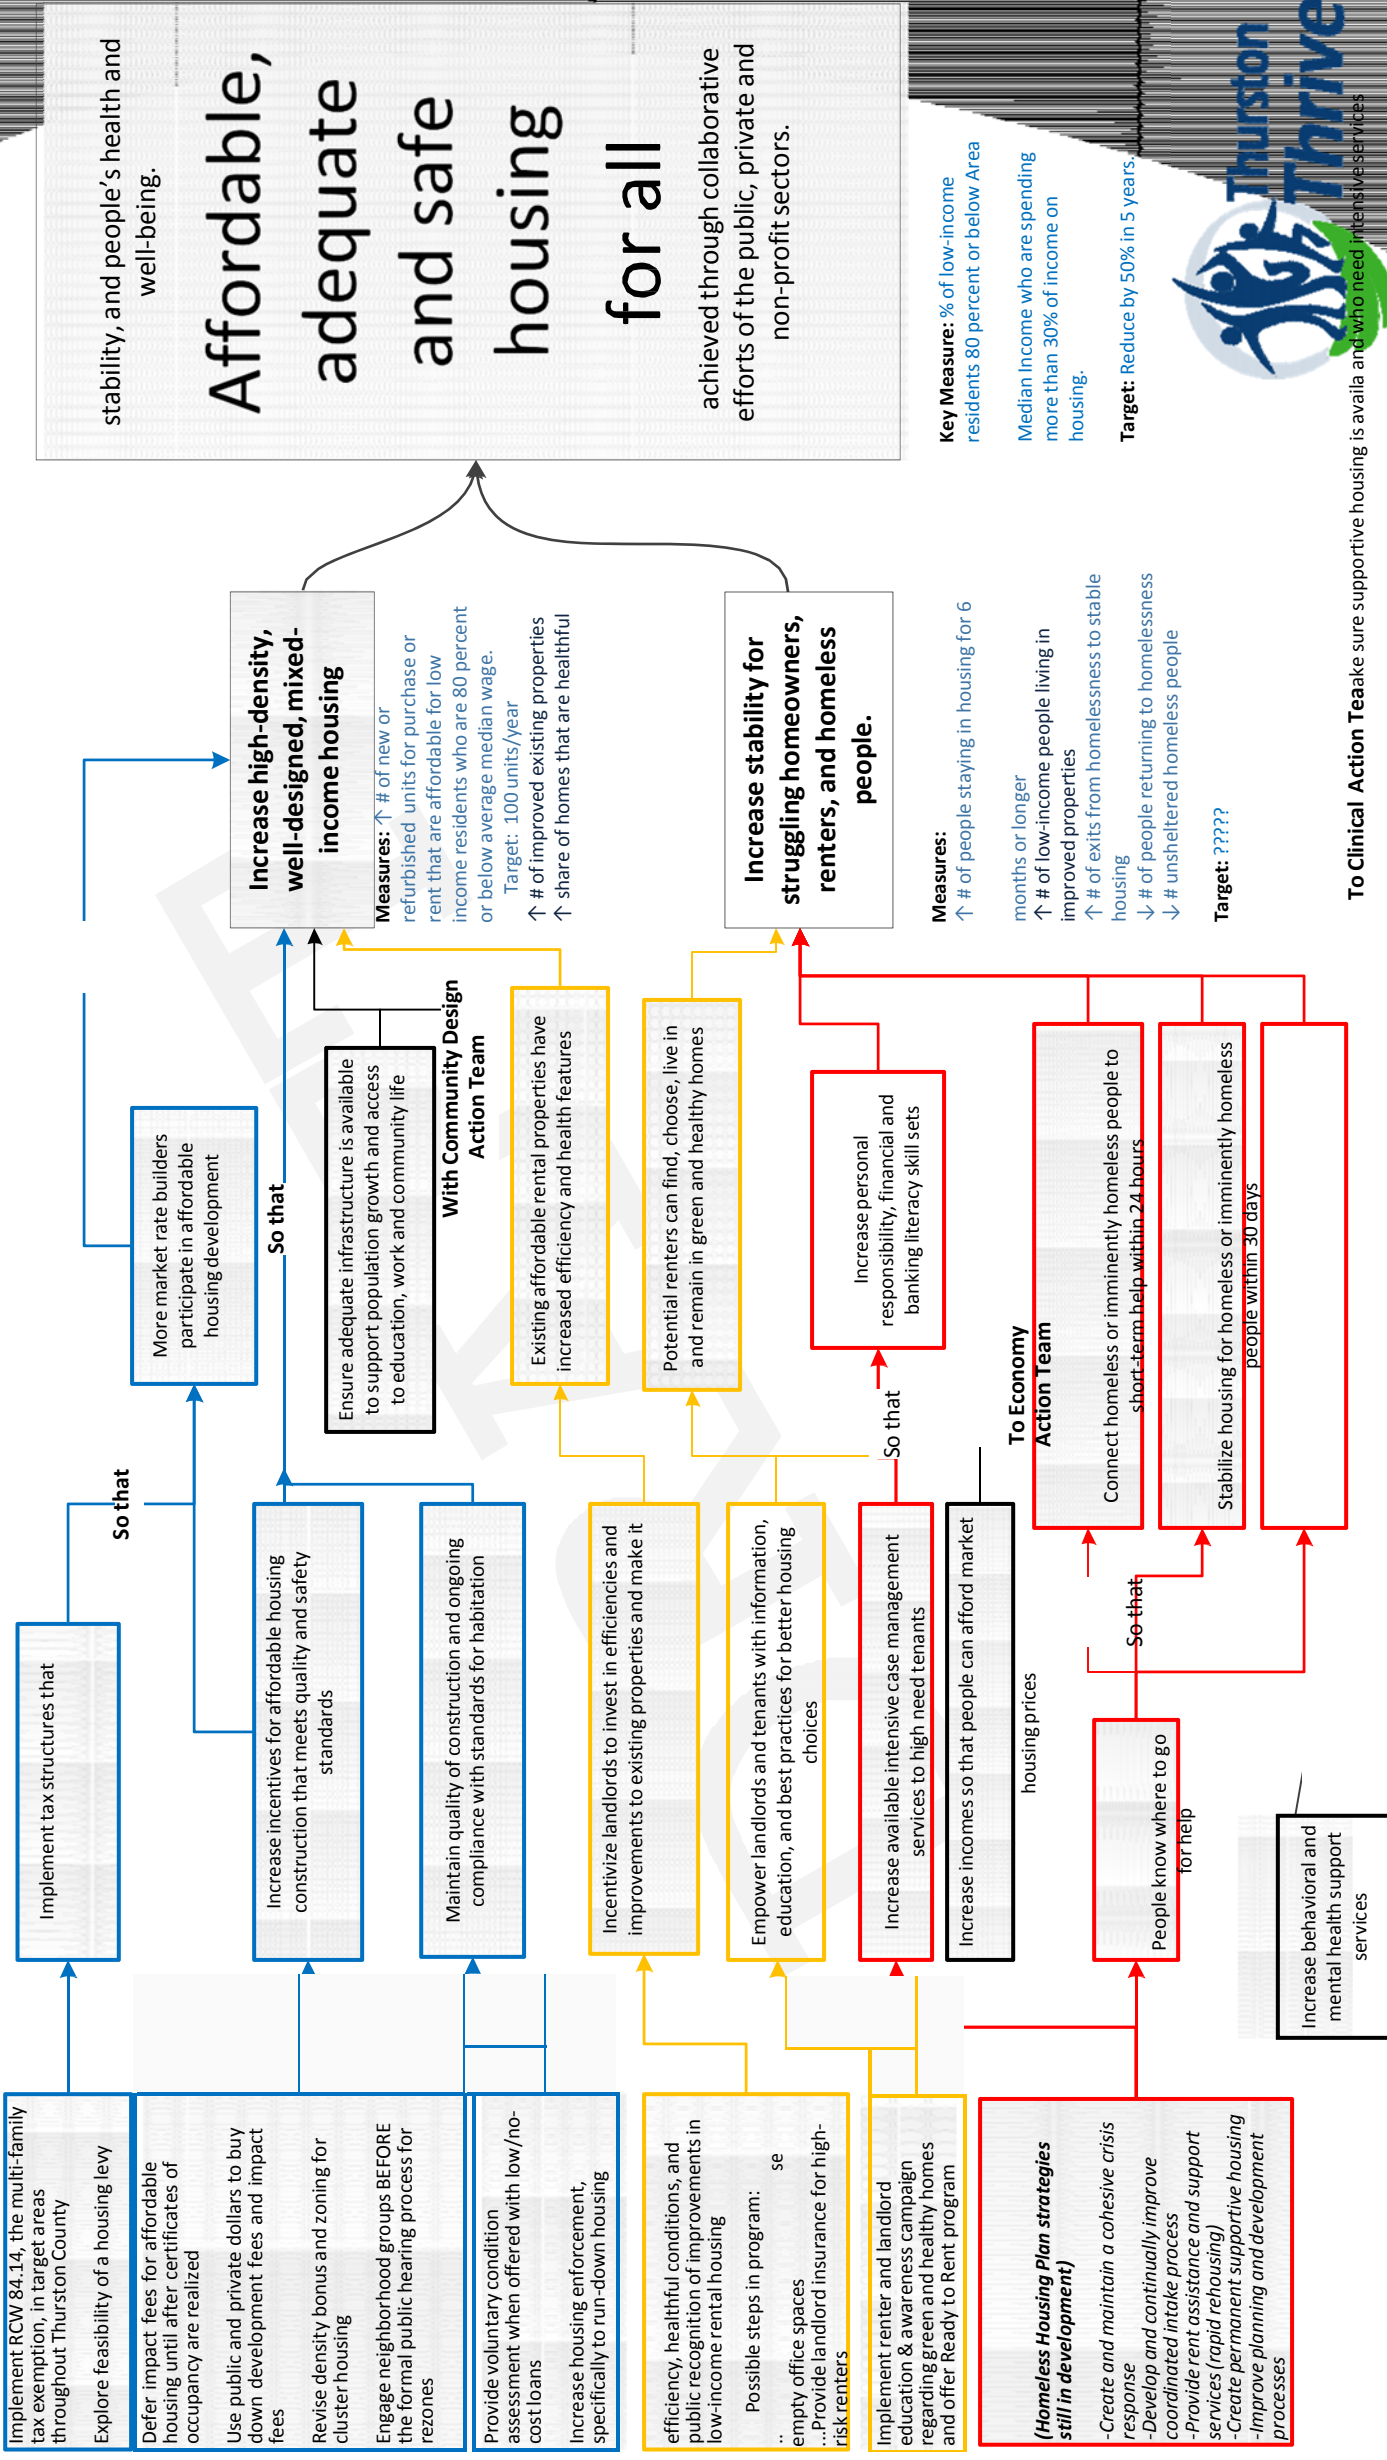 Implement RCW 84.14, the multi-family
tax exemption, in target areas
throughout Thurston County
Explore feasibility of a housing levy
Defer impact fees for affordable
housing until after certificates of
occupancy are realized
Use public and private dollars to buy
down development fees and impact
fees
Revise density bonus and zoning for
cluster housing
Engage neighborhood groups BEFORE
the formal public hearing process for
rezones
Provide voluntary condition
assessment when offered with low/no-
cost loans
Increase housing enforcement,
specifically to run-down housing
efficiency, healthful conditions, and
public recognition of improvements in
low-income rental housing
Possible steps in program:
..
se
empty office spaces
...Provide landlord insurance for high-
risk renters
Implement renter and landlord
education & awareness campaign
regarding green and healthy homes
and offer Ready to Rent program
(Homeless Housing Plan strategies
still in development)
-Create and maintain a cohesive crisis
response
-Develop and continually improve
coordinated intake process
-Provide rent assistance and support
services (rapid rehousing)
-Create permanent supportive housing
-Improve planning and development
processes
Implement tax structures that
Increase incentives for affordable housing
construction that meets quality and safety
standards
Maintain quality of construction and ongoing
compliance with standards for habitation
Incentivize landlords to invest in efficiencies and
improvements to existing properties and make it
Empower landlords and tenants with information,
education, and best practices for better housing
choices
Increase available intensive case management
services to high need tenants
Increase incomes so that people can afford market
housing prices
People know where to go
for help
Increase behavioral and
mental health support
services
So that
So that
So that
So that
More market rate builders
participate in affordable
housing development
Ensure adequate infrastructure is available
to support population growth and access
to education, work and community life
With Community Design
Action Team
Existing affordable rental properties have
increased efficiency and health features
Potential renters can find, choose, live in
and remain in green and healthy homes
Increase personal
responsibility, financial and
banking literacy skill sets
To Economy
Action Team
Connect homeless or imminently homeless people to
short-term help within 24 hours
Stabilize housing for homeless or imminently homeless
people within 30 days
Increase high-density,
well-designed, mixed-
income housing
Measures: ↑ # of new or
refurbished units for purchase or
rent that are affordable for low
income residents who are 80 percent
or below average median wage.
Target: 100 units/year
↑ # of improved existing properties
↑ share of homes that are healthful
Increase stability for
struggling homeowners,
renters, and homeless
people.
Measures:
↑ # of people staying in housing for 6
months or longer
↑ # of low-income people living in
improved properties
↑ # of exits from homelessness to stable
housing
↓ # of people returning to homelessness
↓ # unsheltered homeless people
Target: ?????
To Clinical Action Teaake sure supportive housing is availa and who need intensive services
stability, and people's health and
well-being.
Affordable,
adequate
and safe
housing
for all
achieved through collaborative
efforts of the public, private and
non-profit sectors.
Key Measure: % of low-income
residents 80 percent or below Area
Median Income who are spending
more than 30% of income on
housing.
Target: Reduce by 50% in 5 years.
Thurston
Thrive